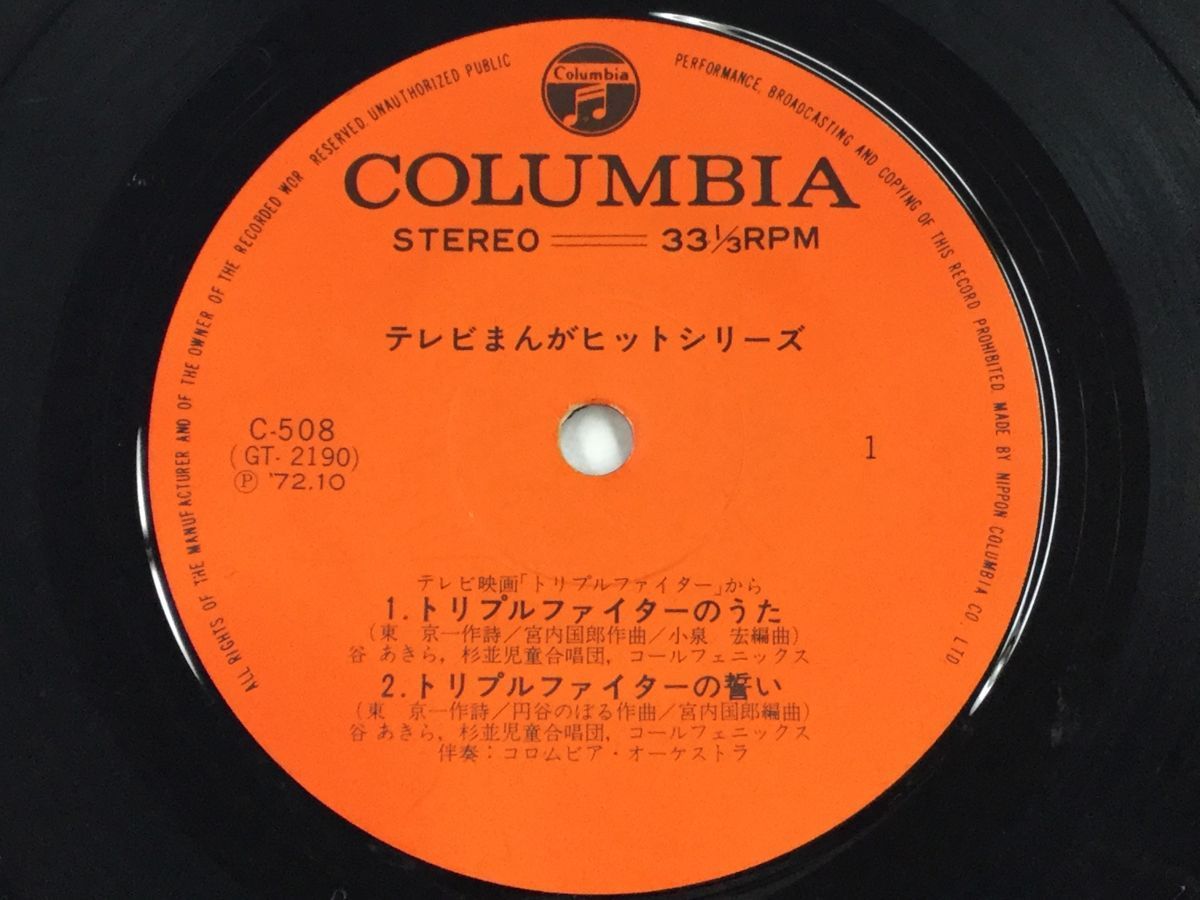 ALL RIGHTS OF THE MANUFACTURER AND OF THE OWNER OF THE RECORDED WOR RESERVED. UNAUTHORIZED PUBLIC
PERFORMANCE, BROADCASTING AND COPYING OF THIS RECORD PROHIBITED. MADE BY NIPPON COLUMBIA CO. LTD
Columbia
COLUMBIA
STEREO 33 1/3 RPM
テレビまんがヒットシリーズ
C-508
(GT-2190)
Ⓟ '72.10
1
テレビ映画「トリプルファイター」から
1.トリプルファイターのうた
(東 京一作詩/宮内国郎作曲/小泉 宏編曲)
谷 あきら, 杉並児童合唱団, コールフェニックス
2.トリプルファイターの誓い
(東 京一作詩/円谷のぼる作曲/宮内国郎編曲)
谷 あきら, 杉並児童合唱団, コールフェニックス
伴奏:コロムビア・オーケストラ